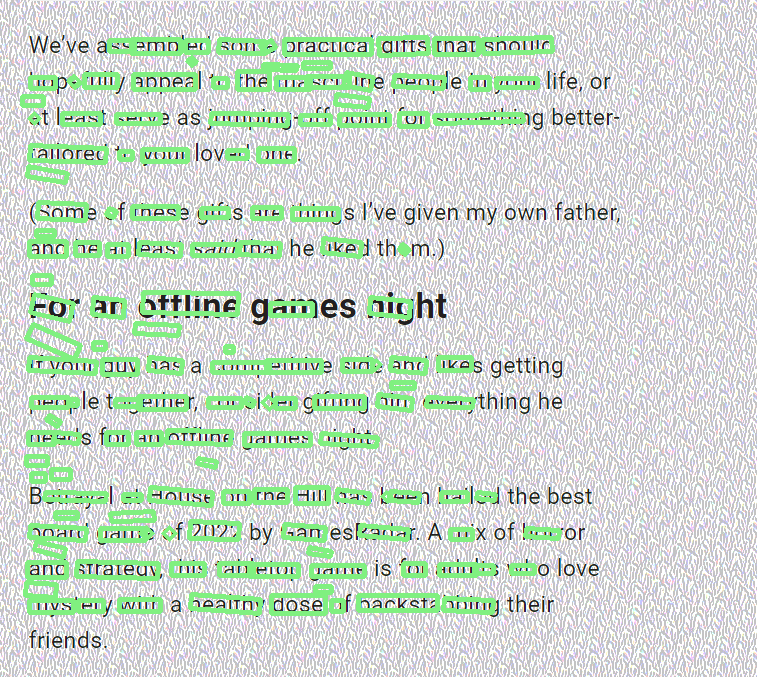 We've assembled some practical gifts that should
hopefully appeal to the masculine people in your life, or
at least serve as jumping-off point for something better-
tailored to your loved one.
(Some of these gifts are things I've given my own father,
and he at least said that he liked them.)
For an offline games night
If your guy has a competitive side and likes getting
people together, consider gifting him everything he
needs for an offline games night.
Betrayal at House on the Hill has been hailed the best
board game of 2022 by GamesRadar. A mix of horror
and strategy, this tabletop game is for adults who love
mystery with a healthy dose of backstabbing their
friends.